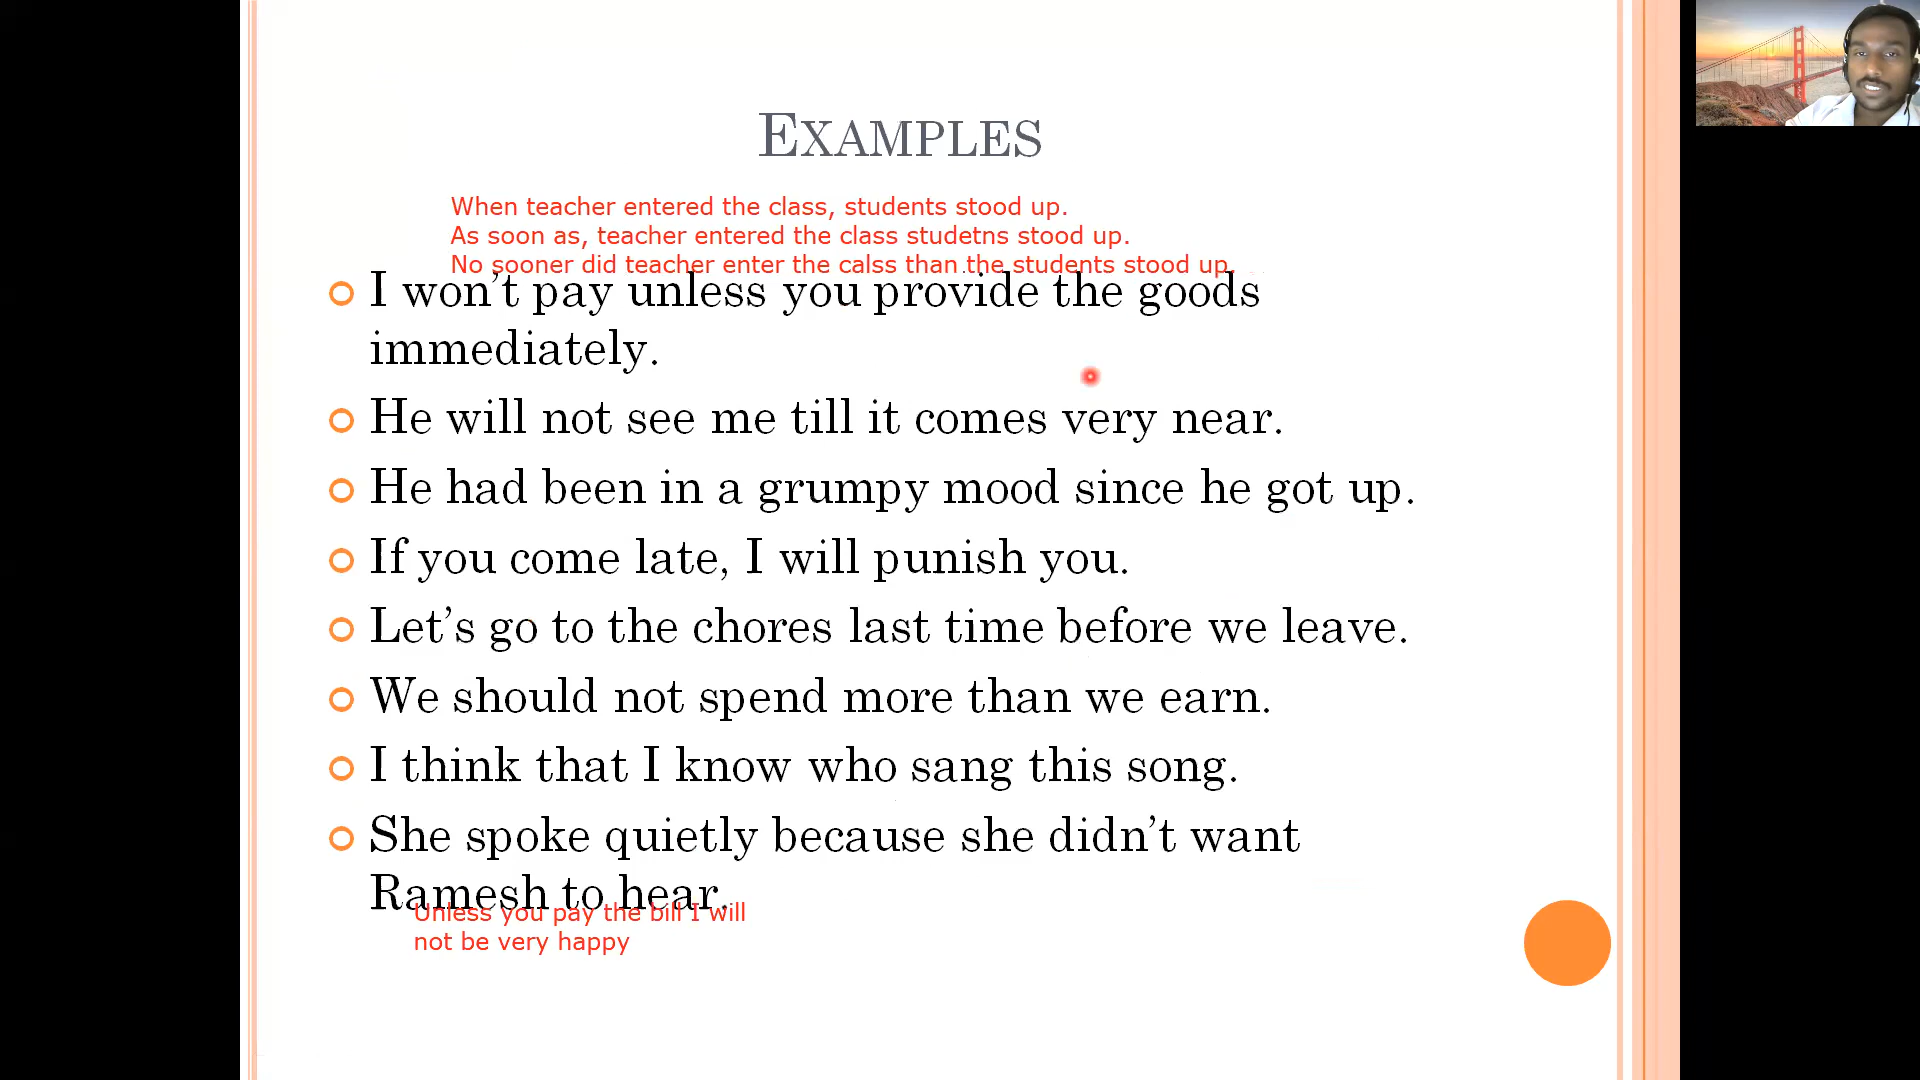 EXAMPLES
When teacher entered the class, students stood up.
As soon as, teacher entered the class studetns stood up.
No sooner did teacher enter the calss than the students stood up.
I won't pay unless you provide the goods
immediately.
He will not see me till it comes very near.
He had been in a grumpy mood since he got up.
If you come late, I will punish you.
Let's go to the chores last time before we leave.
We should not spend more than we earn.
I think that I know who sang this song.
She spoke quietly because she didn't want
Ramesh to hear.
Unless you pay the bill I will
not be very happy